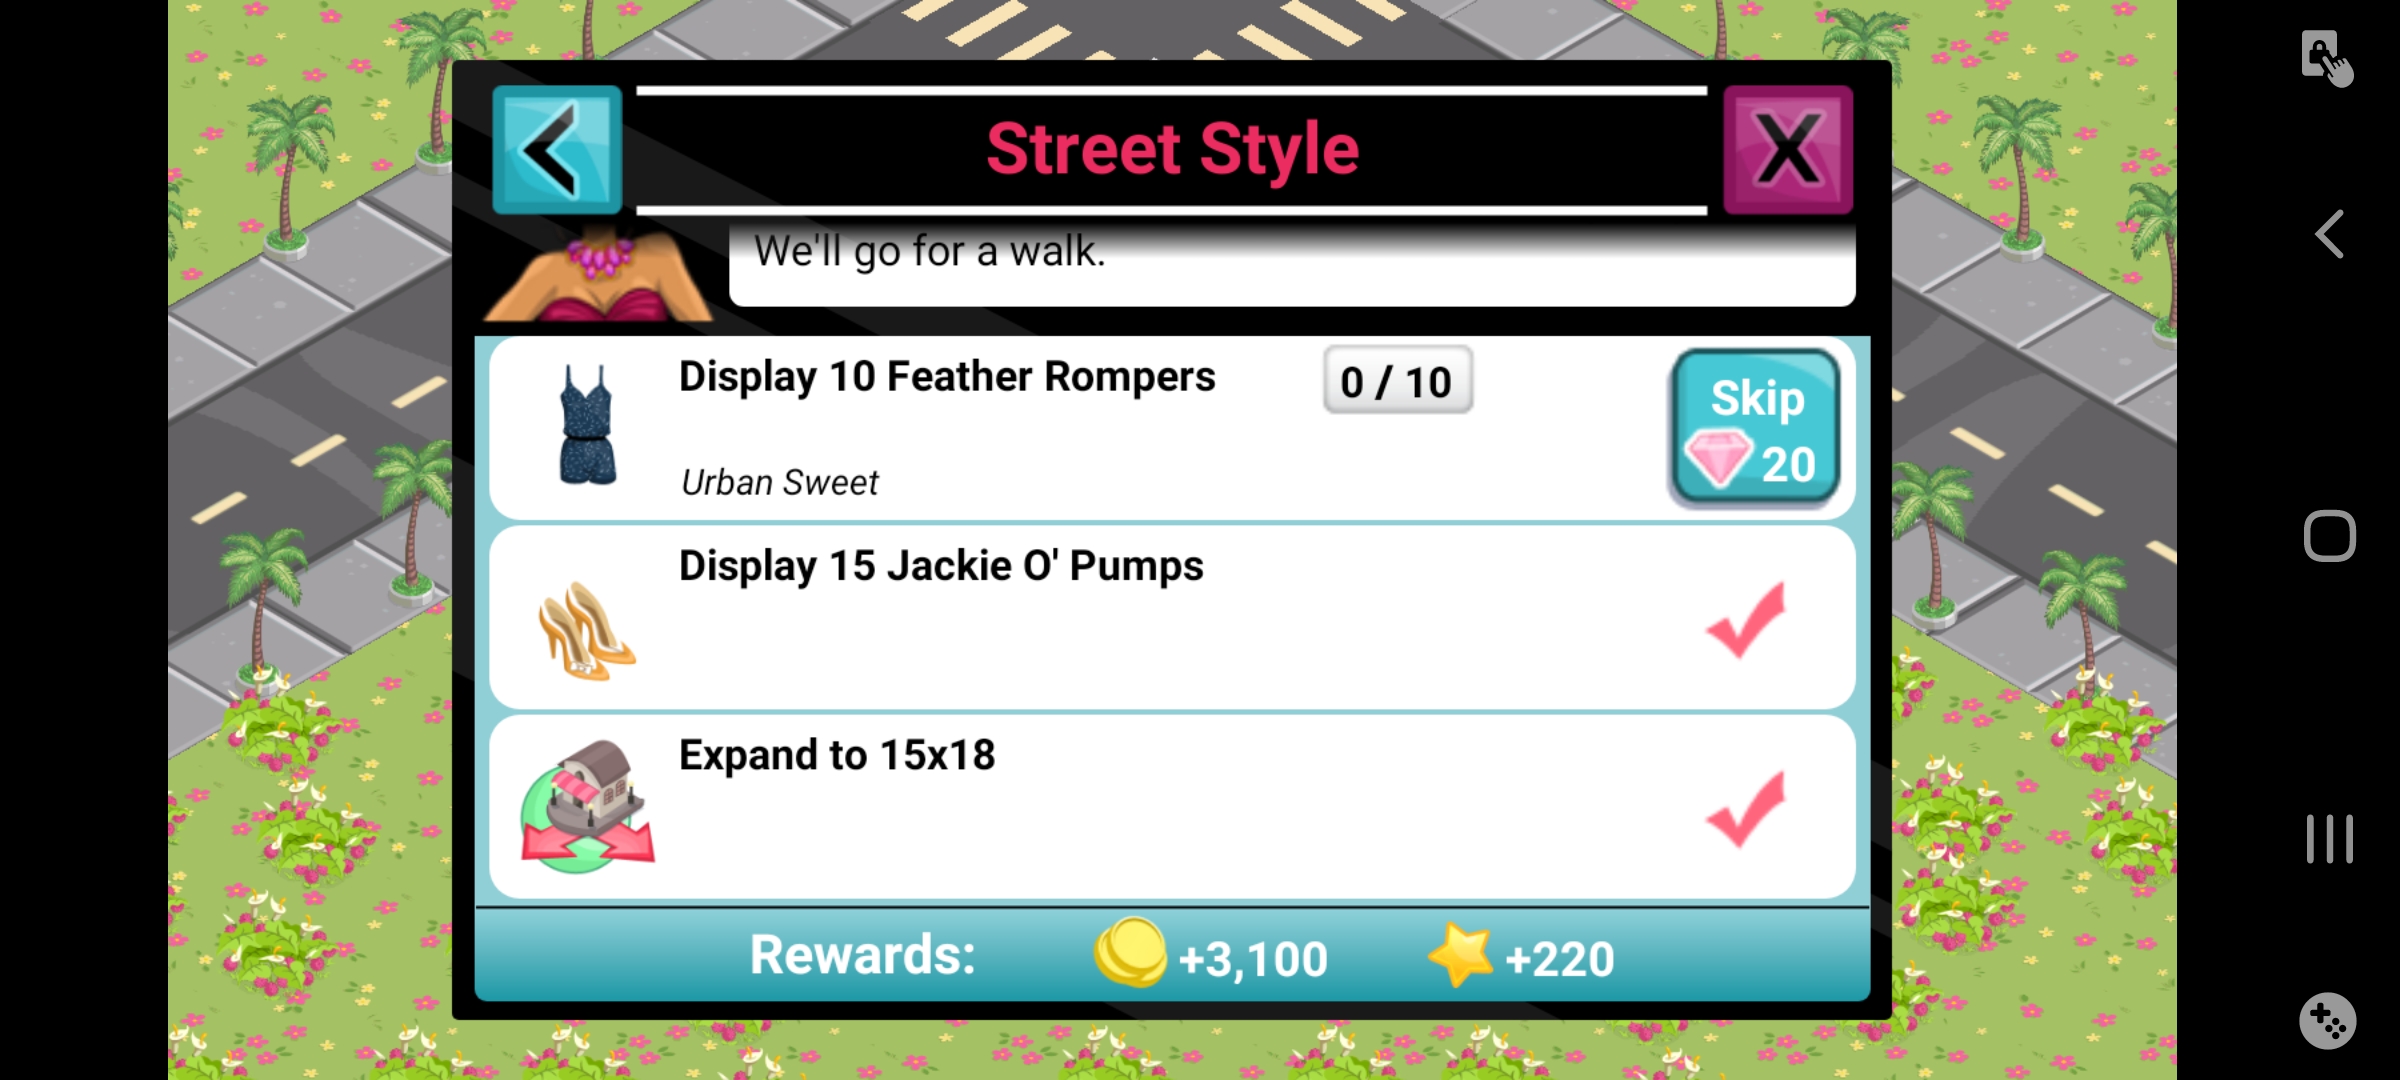 Street Style
We'll go for a walk.
Display 10 Feather Rompers
0 / 10
Skip
20
Urban Sweet
Display 15 Jackie O' Pumps
Expand to 15x18
Rewards: +3,100 +220